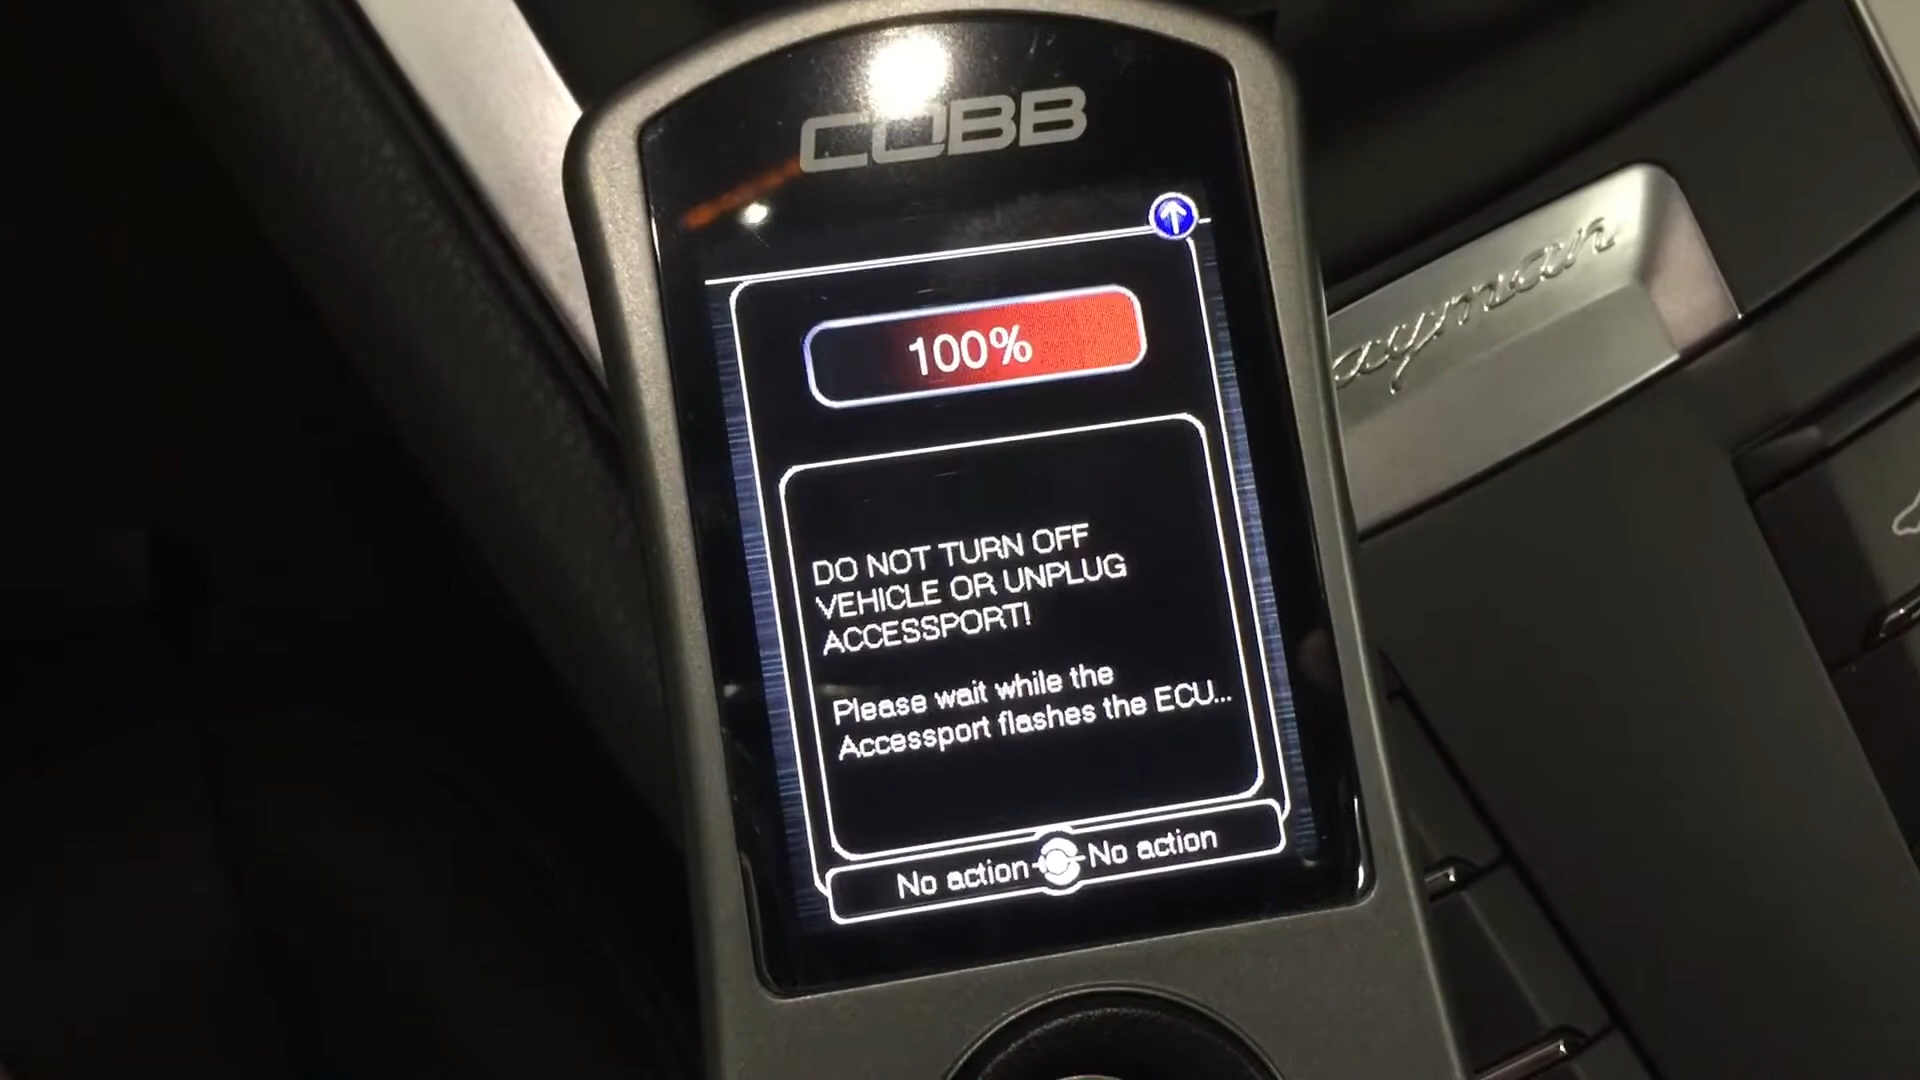 COBB
100%
DO NOT TURN OFF
VEHICLE OR UNPLUG
ACCESSPORT!
Please wait while the
Accessport flashes the ECU...
No action No action
ayman